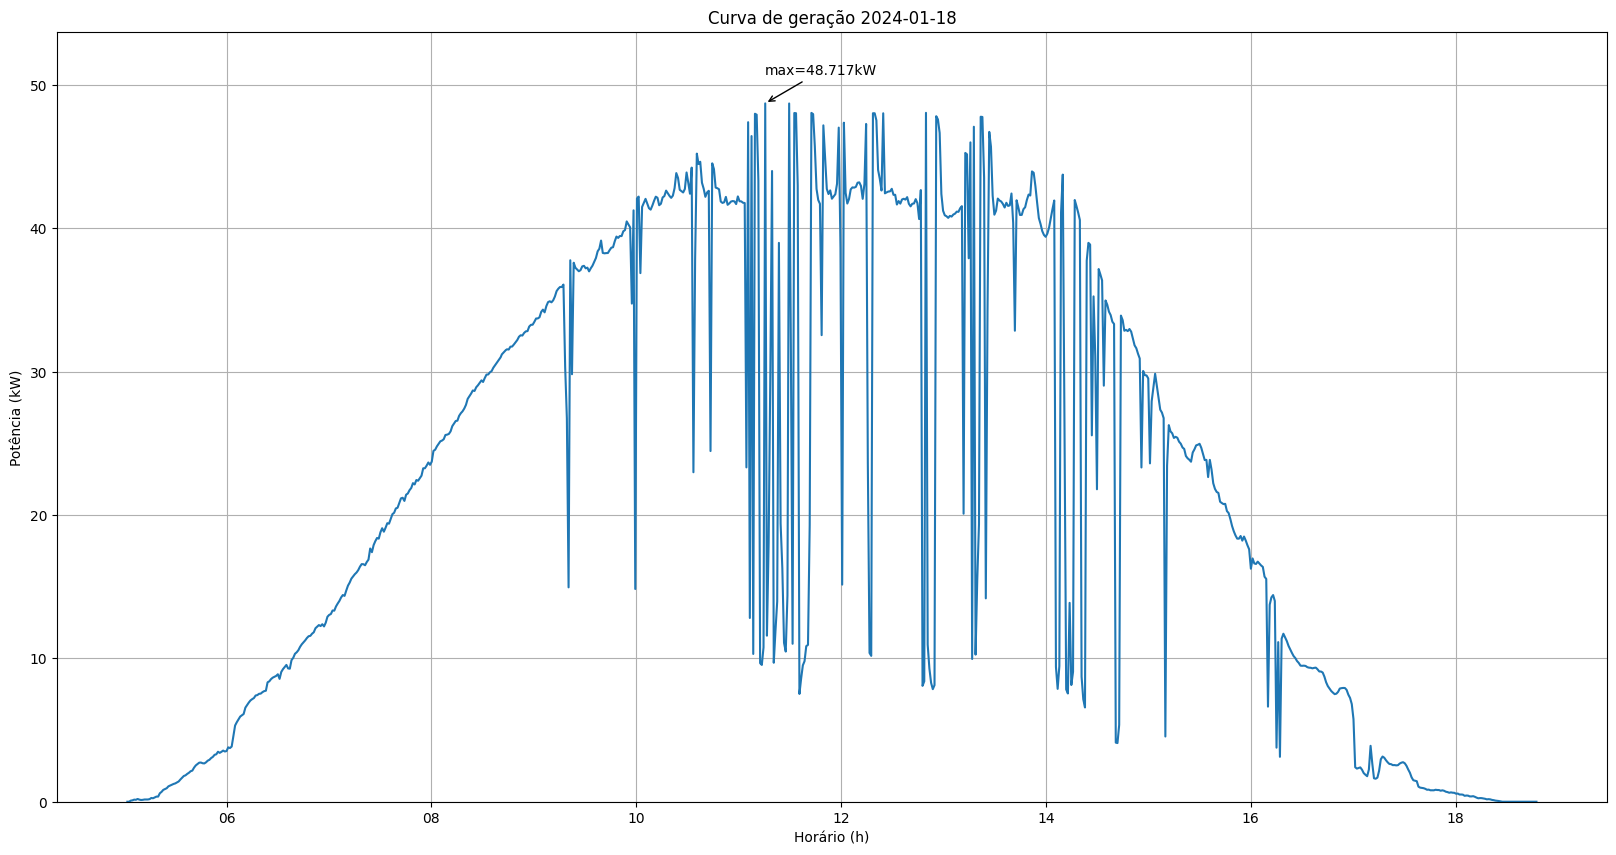 Curva de geração 2024-01-18
max=48.717kW
50
40
30
20
10
0
Potência (kW)
06 08 10 12 14 16 18
Horário (h)